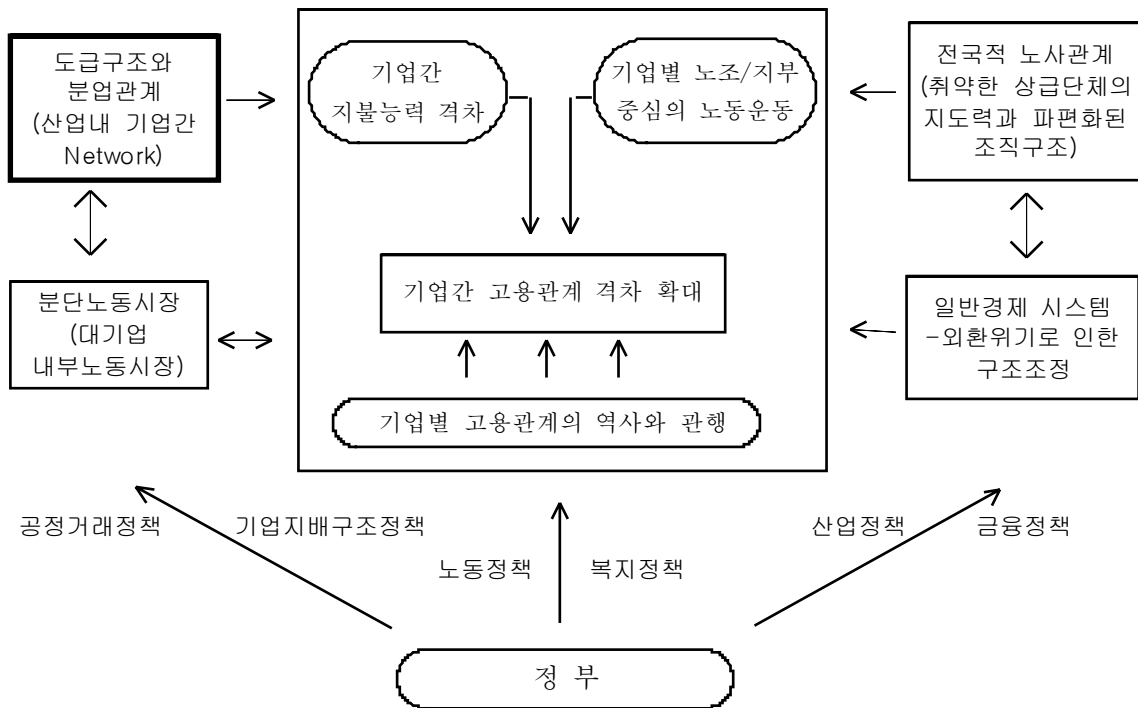 도급구조와
분업관계
(산업내 기업간
Network)
기업간
지불능력 격차
기업별 노조/지부
중심의 노동운동
전국적 노사관계
(취약한 상급단체의
지도력과 파편화된
조직구조)
분단노동시장
(대기업
내부노동시장)
기업간 고용관계 격차 확대
일반경제 시스템
-외환위기로 인한
구조조정
기업별 고용관계의 역사와 관행
공정거래정책
기업지배구조정책
산업정책
금융정책
노동정책
복지정책
정 부